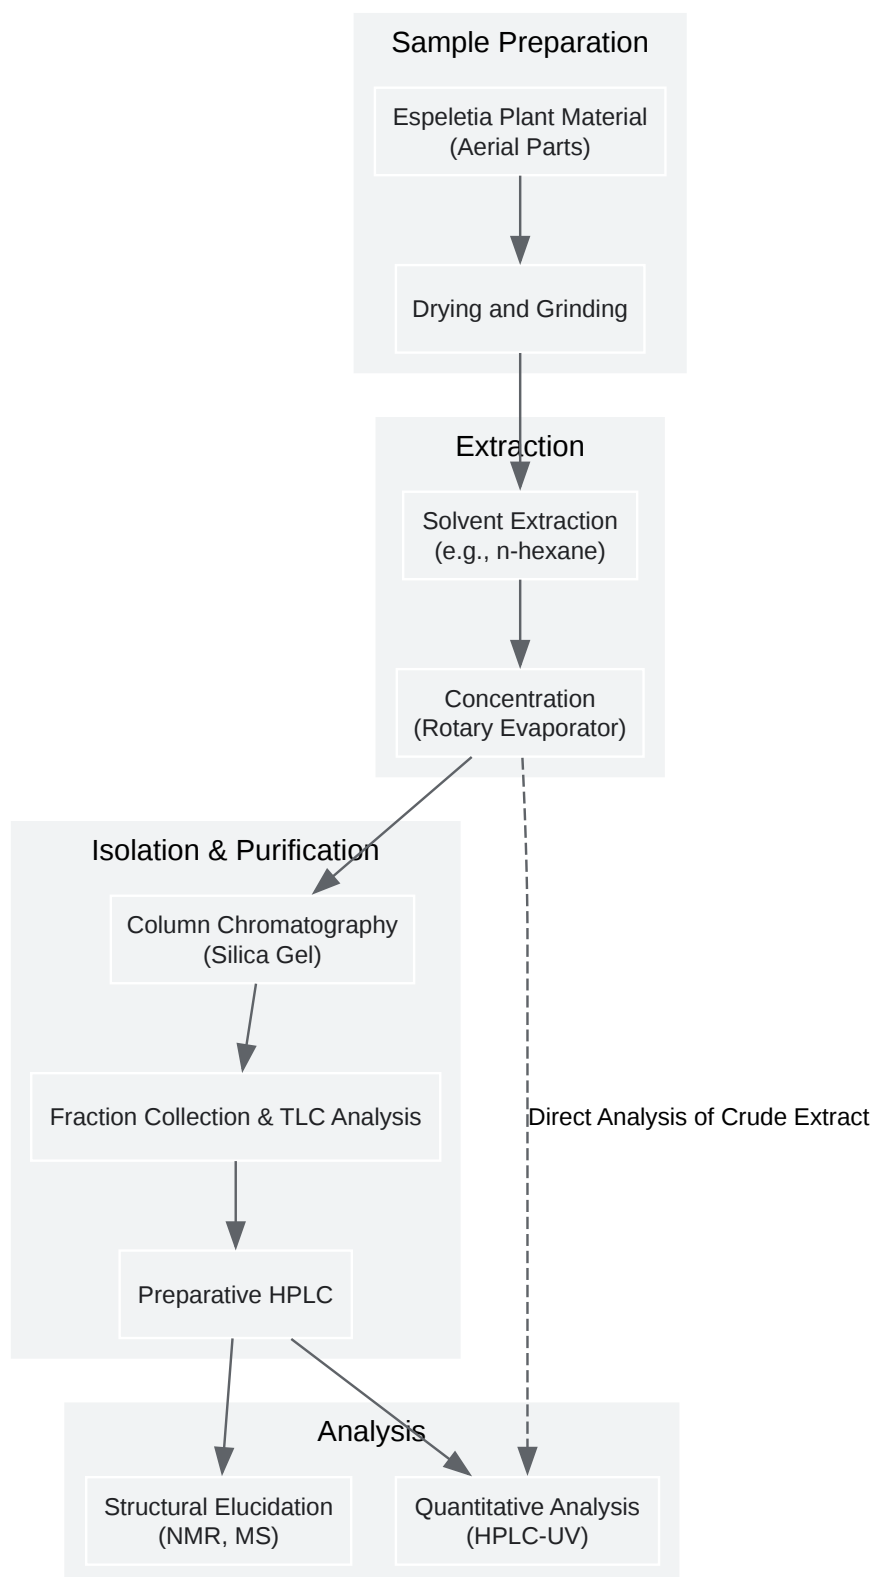 Sample Preparation
Espeletia Plant Material
(Aerial Parts)
Drying and Grinding
Extraction
Solvent Extraction
(e.g., n-hexane)
Concentration
(Rotary Evaporator)
Isolation & Purification
Column Chromatography
(Silica Gel)
Fraction Collection & TLC Analysis
Direct Analysis of Crude Extract
Preparative HPLC
Analysis
Structural Elucidation
(NMR, MS)
Quantitative Analysis
(HPLC-UV)